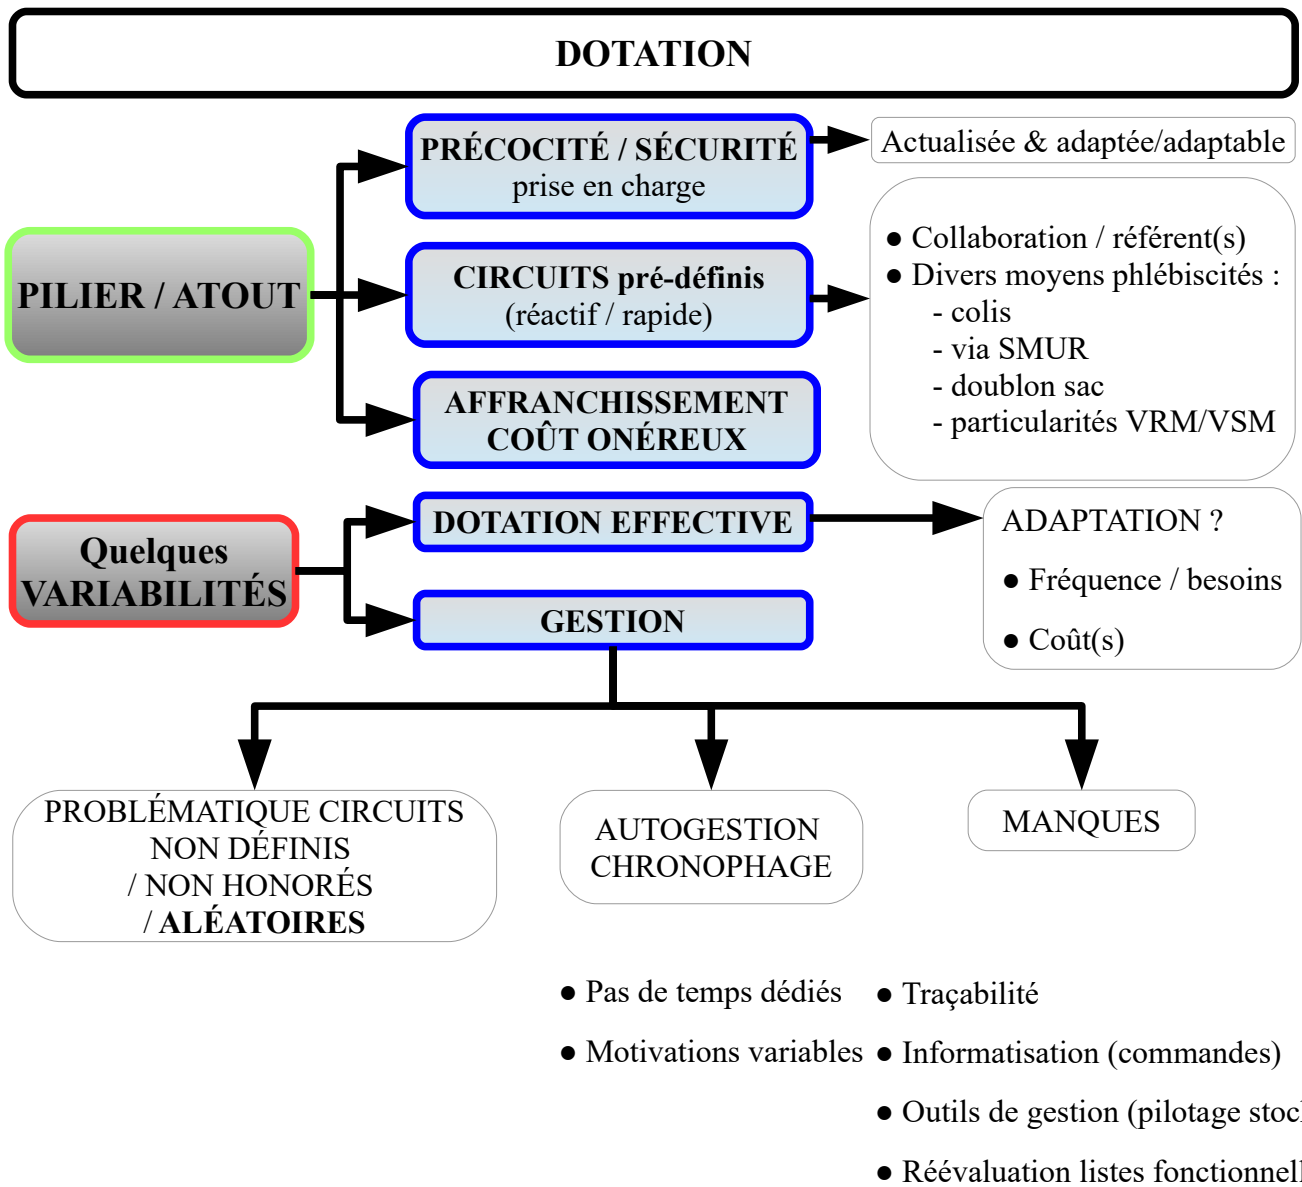 DOTATION
PRÉCOCITÉ / SÉCURITÉ
prise en charge
Actualisée & adaptée/adaptable
PILIER / ATOUT
CIRCUITS pré-définis
(réactif / rapide)
● Collaboration / référent(s)
● Divers moyens phlébiscités :
- colis
- via SMUR
- doublon sac
- particularités VRM/VSM
AFFRANCHISSEMENT
COÛT ONÉREUX
Quelques
VARIABILITÉS
DOTATION EFFECTIVE
ADAPTATION ?
● Fréquence / besoins
● Coût(s)
GESTION
PROBLÉMATIQUE CIRCUITS
NON DÉFINIS
/ NON HONORÉS
/ ALÉATOIRES
AUTOGESTION
CHRONOPHAGE
MANQUES
● Pas de temps dédiés
● Motivations variables
● Traçabilité
● Informatisation (commandes)
● Outils de gestion (pilotage
● Réévaluation listes